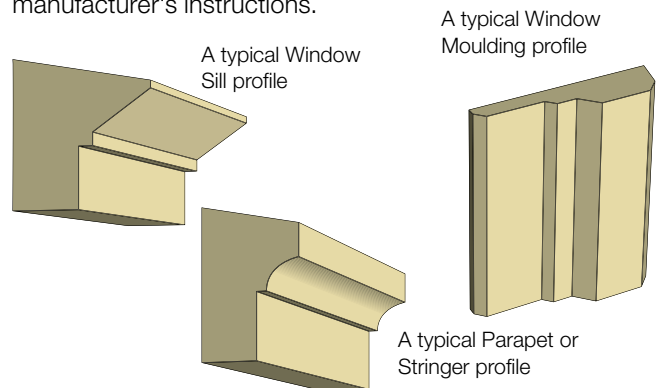 manufacturer's instructions.
A typical Window
Sill profile
A typical Window
Moulding profile
A typical Parapet or
Stringer profile